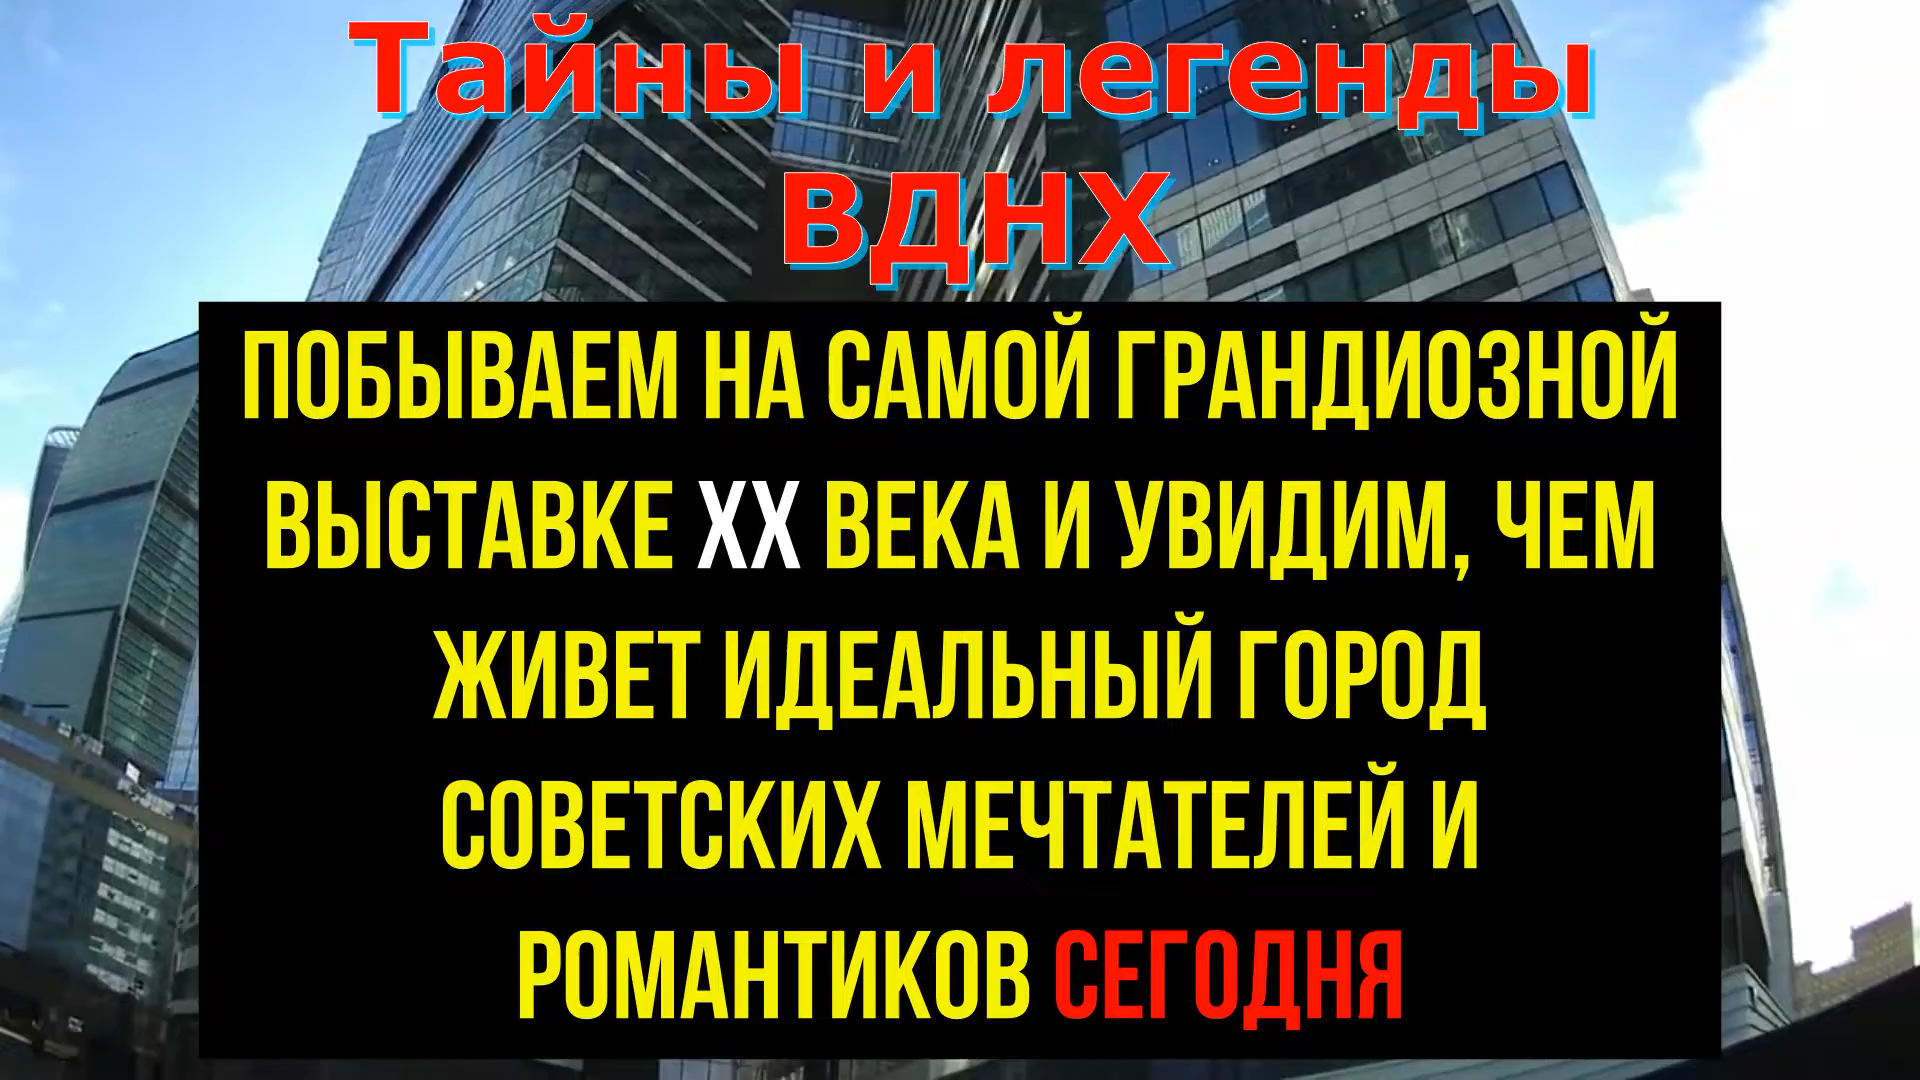 Тайны и легенды
ВДНХ
ПОБЫВАЕМ НА САМОЙ ГРАНДИОЗНОЙ
ВЫСТАВКЕ XX ВЕКА И УВИДИМ, ЧЕМ
ЖИВЕТ ИДЕАЛЬНЫЙ ГОРОД
СОВЕТСКИХ МЕЧТАТЕЛЕЙ И
РОМАНТИКОВ СЕГОДНЯ